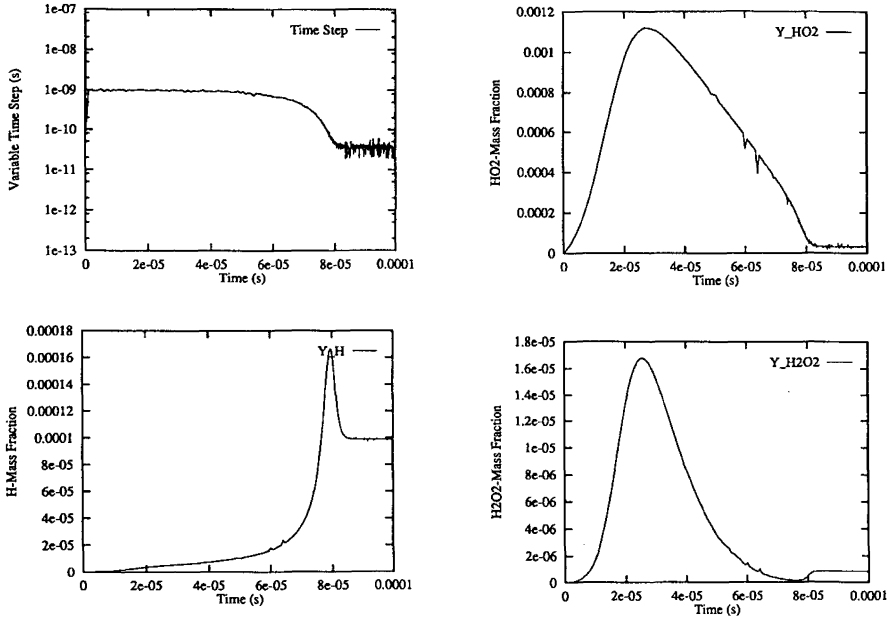 1e-07
1e-08
1e-09
1e-10
1e-11
1e-12
1e-13
Variable Time Step (s)
Time Step
0 2e-05 4e-05 6e-05 8e-05 0.0001
Time (s)
0.0012
0.001
0.0008
0.0006
0.0004
0.0002
0
HO2-Mass Fraction
Y_HO2
0 2e-05 4e-05 6e-05 8e-05 0.0001
Time (s)
0.00018
0.00016
0.00014
0.00012
0.0001
8e-05
6e-05
4e-05
2e-05
0
H-Mass Fraction
Y_H
2e-05 4e-05 6e-05 8e-05 0.0001
Time (s)
1.8e-05
1.6e-05
1.4e-05
1.2e-05
1e-05
8e-06
6e-06
4e-06
2e-06
0
H2O2-Mass Fraction
Y_H2O2
0 2e-05 4e-05 6e-05 8e-05 0.0001
Time (s)